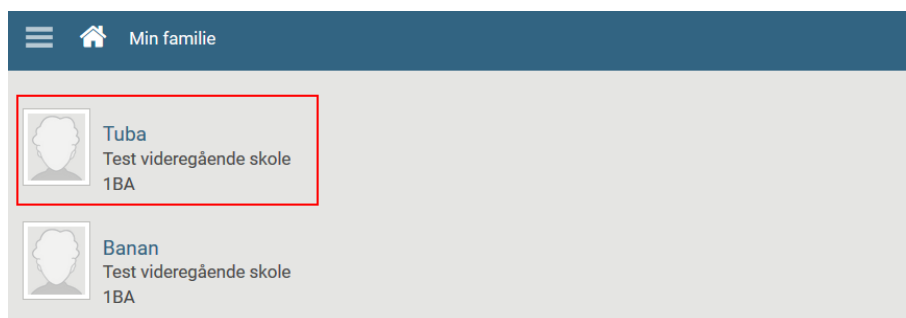 Min familie
Tuba
Test videregående skole
1BA
Banan
Test videregående skole
1BA